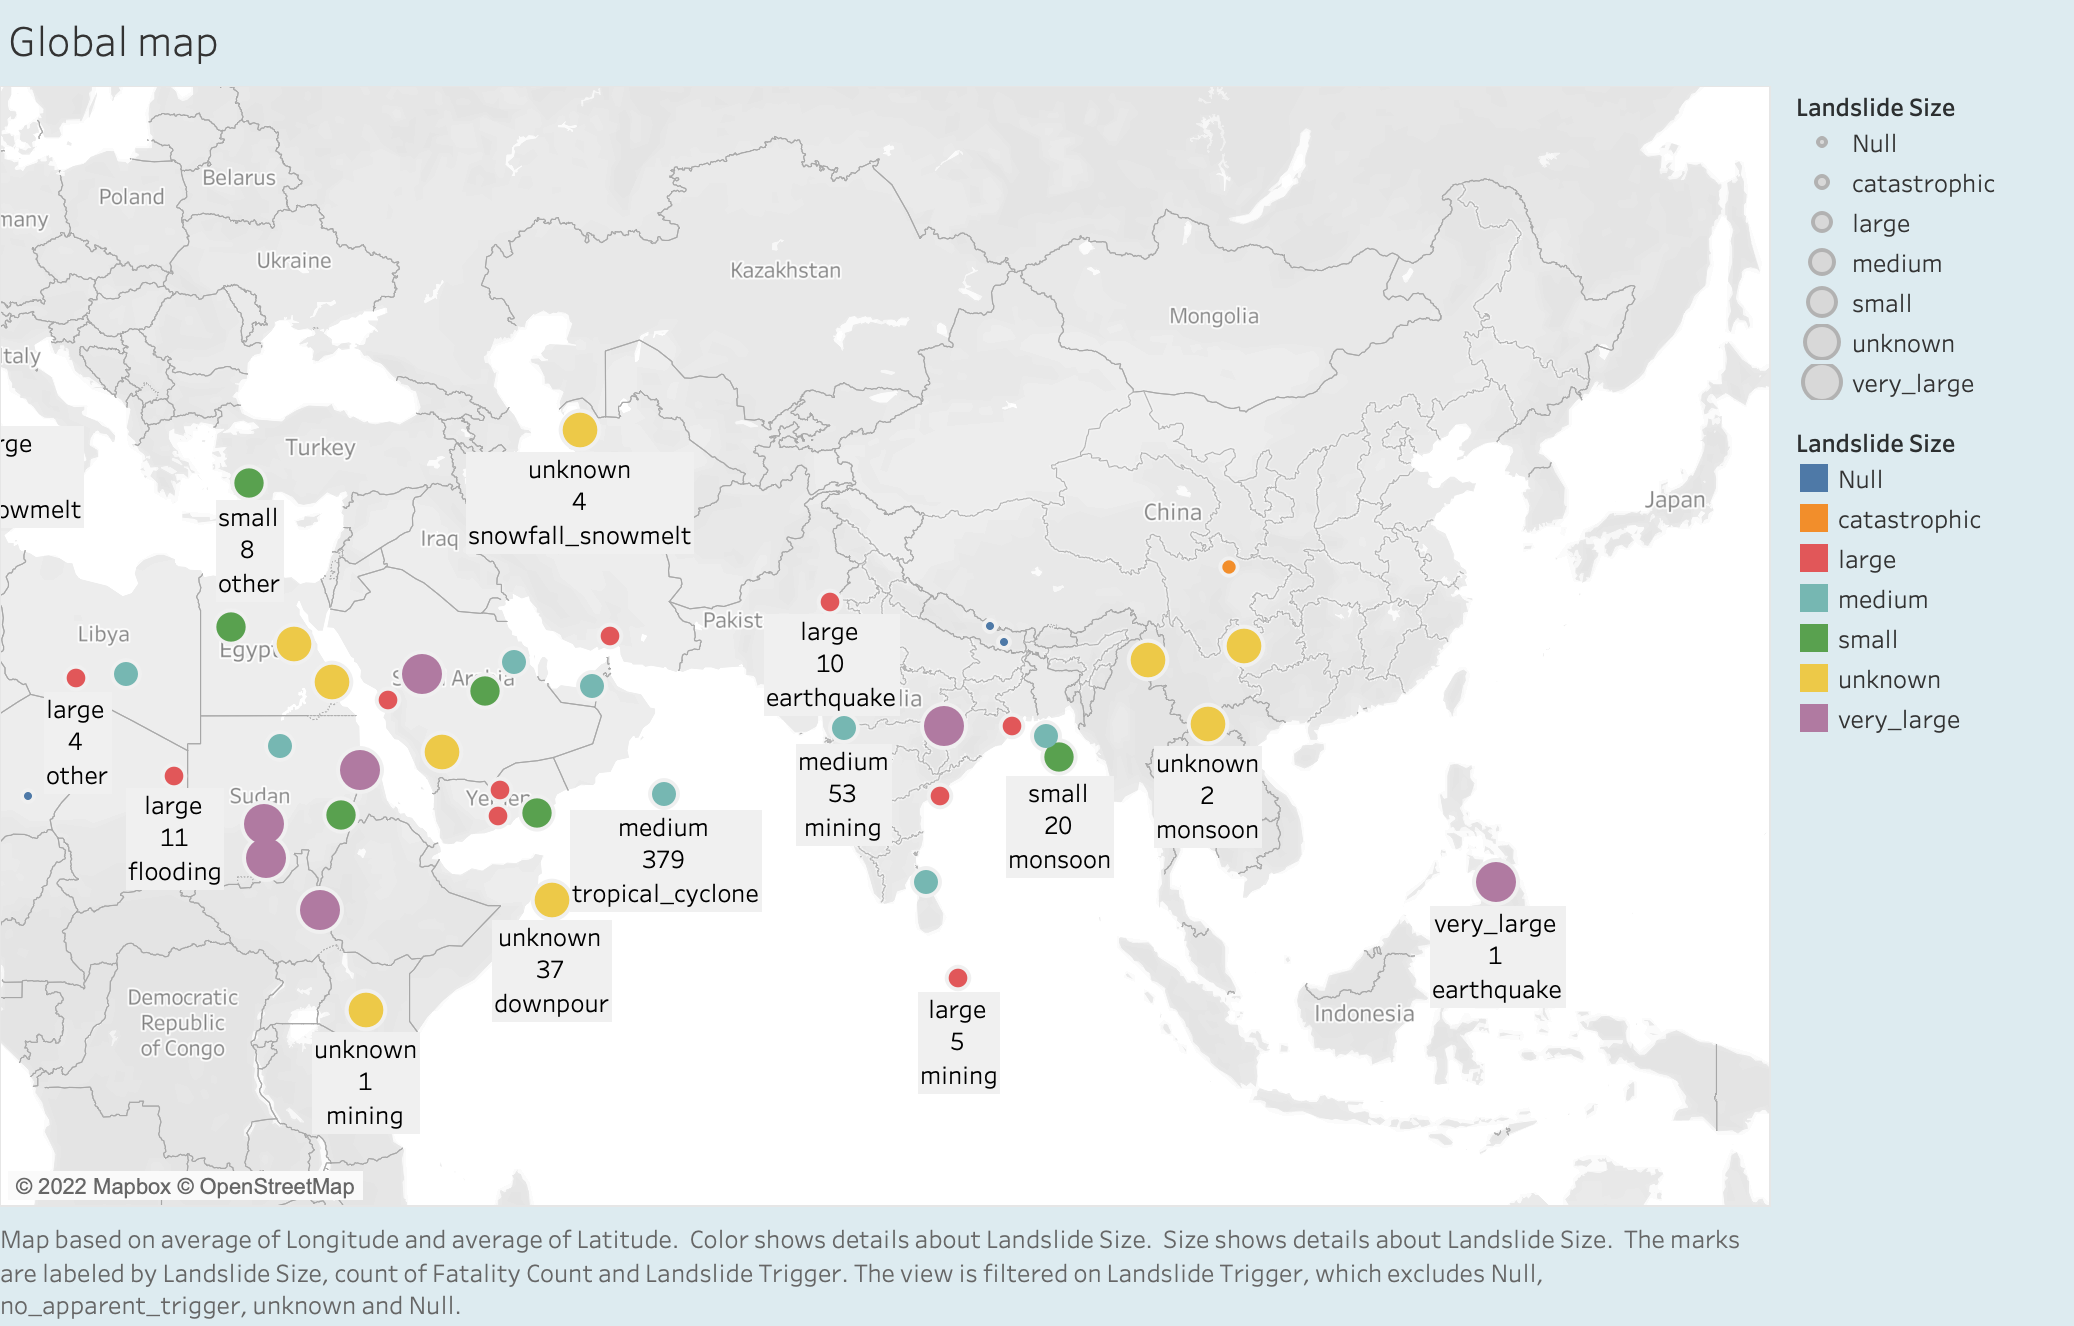 Global map
Belarus
Poland
many
Ukraine
Kazakhstan
Mongolia
Italy
Turkey
rge
owmelt
small
8
other
unknown
4
snowfall_snowmelt
Iraq
China
Japan
Libya
Egypt
large
4
other
Pakist
large
10
earthquake
lia
Arabia
medium
53
mining
Sudan
large
11
flooding
Yemen
medium
379
tropical_cyclone
small
20
monsoon
unknown
2
monsoon
unknown
37
downpour
very_large
1
earthquake
Democratic
Republic
of Congo
Indonesia
large
5
mining
unknown
1
mining
© 2022 Mapbox © OpenStreetMap
Landslide Size
Null
catastrophic
large
medium
small
unknown
very_large
Landslide Size
Null
catastrophic
large
medium
small
unknown
very_large
Map based on average of Longitude and average of Latitude.  Color shows details about Landslide Size.  Size shows details about Landslide Size.  The marks
are labeled by Landslide Size, count of Fatality Count and Landslide Trigger. The view is filtered on Landslide Trigger, which excludes Null,
no_apparent_trigger, unknown and Null.